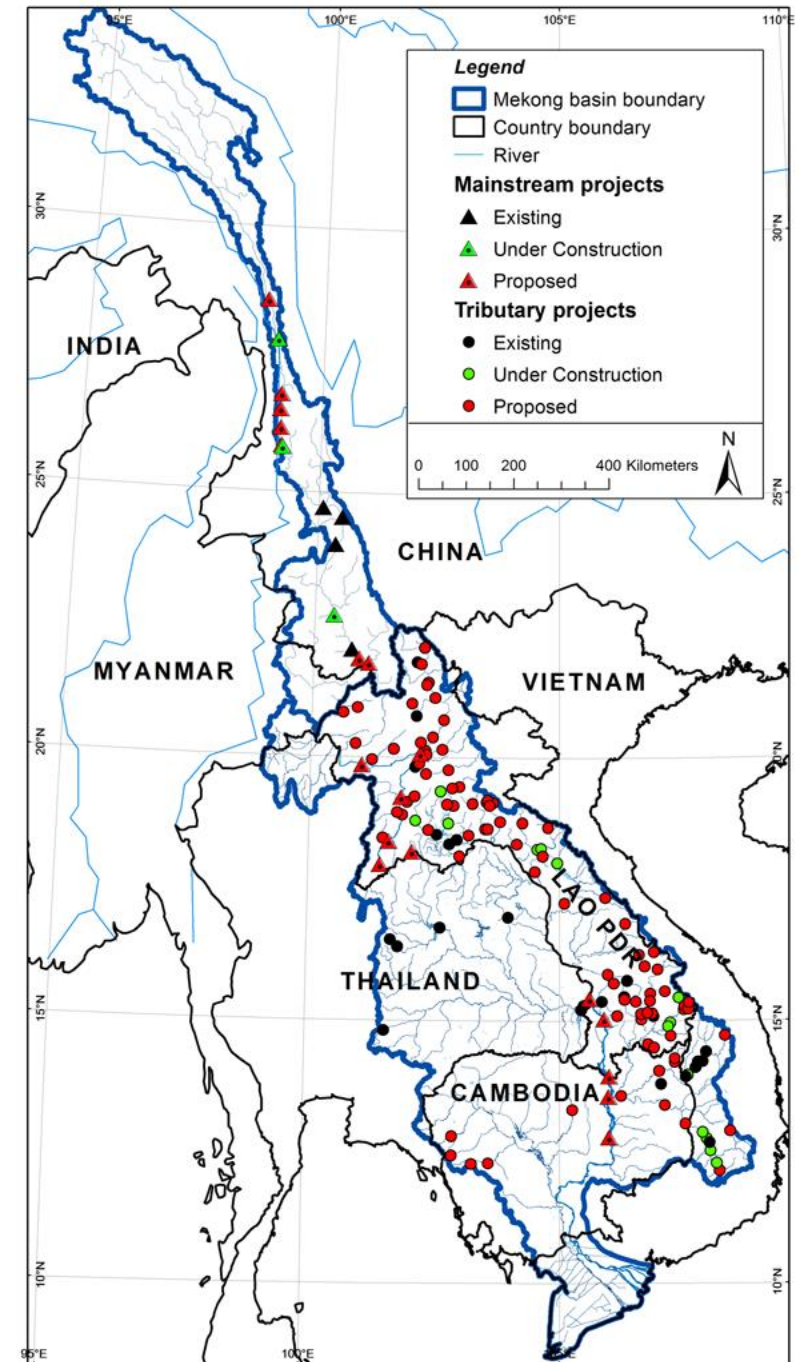 95°E
100°E
105°E
110°E
Legend
Mekong basin boundary
Country boundary
River
Mainstream projects
Existing
Under Construction
Proposed
Tributary projects
Existing
Under Construction
Proposed
0 100 200 400 Kilometers
N
30°N
30°N
INDIA
25°N
25°N
CHINA
MYANMAR
VIETNAM
20°N
20°N
LAO PDR
THAILAND
15°N
15°N
CAMBODIA
10°N
10°N
95°E
100°E